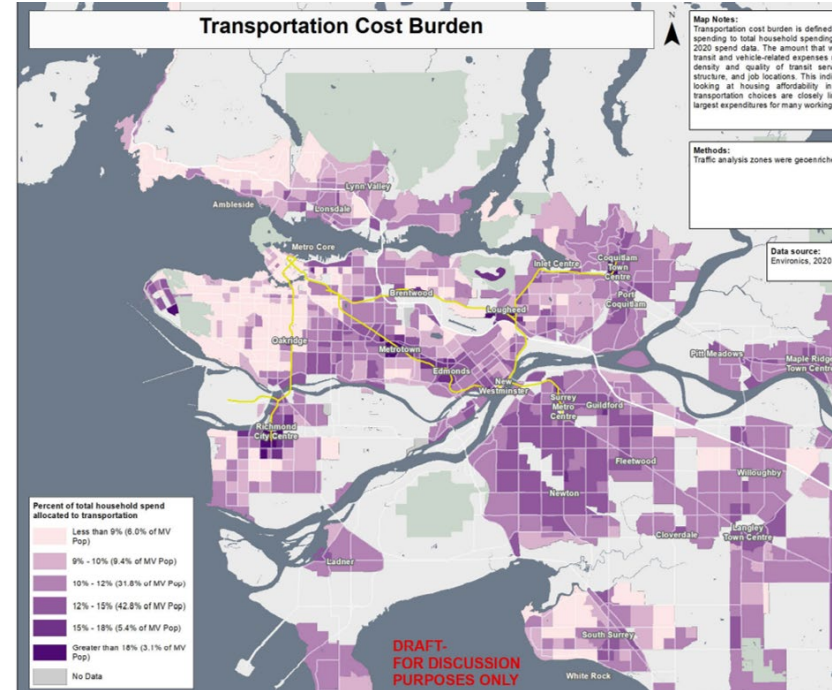 Transportation Cost Burden
N
Map Notes:
Transportation cost burden is defined
spending to total household spending
2020 spend data. The amount that w
transit and vehicle-related expenses
density and quality of transit serv
structure, and job locations. This indi
looking at housing affordability in
transportation choices are closely li
largest expenditures for many working
Methods:
Traffic analysis zones were geoenriche
Data source:
Environics, 2020
Lynn Valley
Ambleside
Lonsdale
Metro Core
Inlet Centre
Coquitlam
Town
Centre
Brentwood
Port
Coquitlam
Lougheed
Oakridge
Metrotown
Pitt Meadows
Maple Ridge
Town Centre
Edmonds
New
Westminster
Surrey
Metro
Centre
Guildford
Richmond
City Centre
Fleetwood
Willoughby
Newton
Langley
Town Centre
Cloverdale
Ladner
South Surrey
White Rock
Percent of total household spend
allocated to transportation
Less than 9% (6.0% of MV
Pop)
9% - 10% (9.4% of MV Pop)
10% - 12% (31.8% of MV Pop)
12% - 15% (42.8% of MV Pop)
15% - 18% (5.4% of MV Pop)
Greater than 18% (3.1% of MV
Pop)
No Data
DRAFT-
FOR DISCUSSION
PURPOSES ONLY